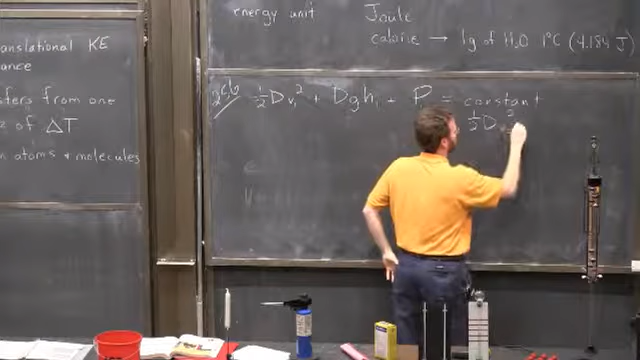 anslational KE
ance
fers from one
of ΔT
n atoms & molecules
energy unit Joule
calorie → 1g of H₂O 1°C (4.184 J)
½Dv₁² + Dgh₁ + P = constant
½D